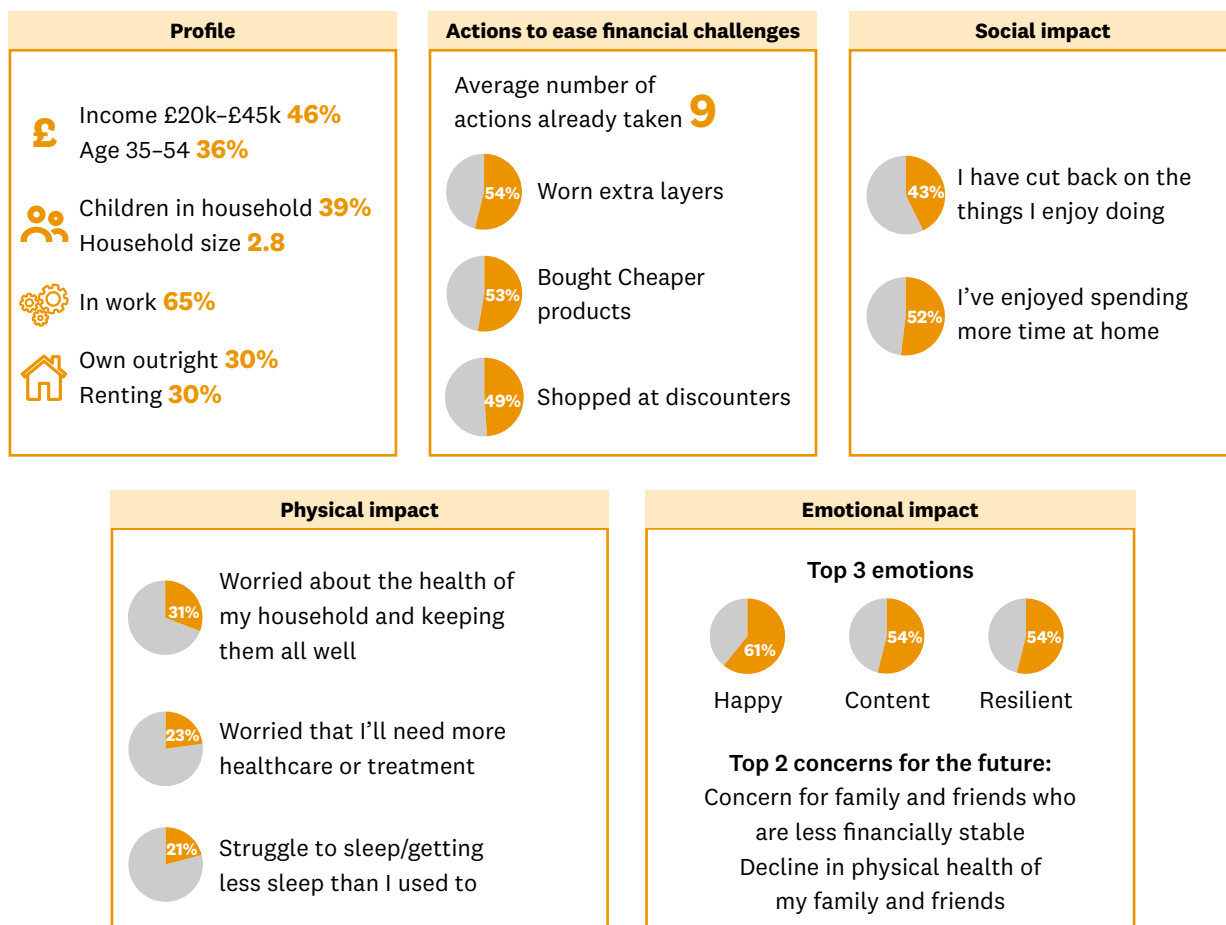 Profile
£
Income £20k–£45k 46%
Age 35–54 36%
Children in household 39%
Household size 2.8
In work 65%
Own outright 30%
Renting 30%
Actions to ease financial challenges
Average number of
actions already taken 9
54% Worn extra layers
53% Bought Cheaper
products
49% Shopped at discounters
Social impact
43% I have cut back on the
things I enjoy doing
52% I've enjoyed spending
more time at home
Physical impact
31% Worried about the health of
my household and keeping
them all well
23% Worried that I'll need more
healthcare or treatment
21% Struggle to sleep/getting
less sleep than I used to
Emotional impact
Top 3 emotions
61% 54% 54%
Happy Content Resilient
Top 2 concerns for the future:
Concern for family and friends who
are less financially stable
Decline in physical health of
my family and friends